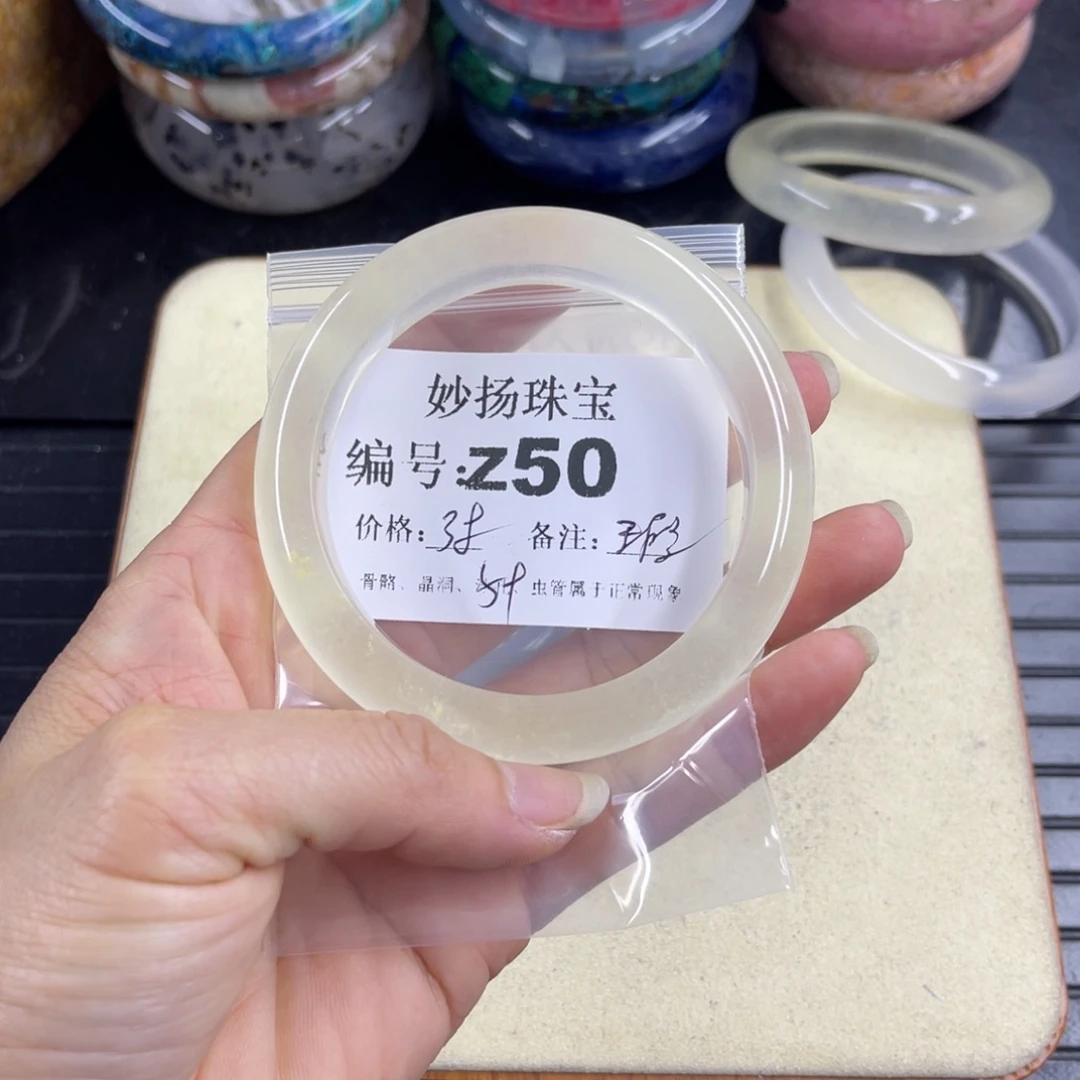 妙扬珠宝
编号:Z50
价格: 备注:
骨骼、晶洞、 虫管属于正常现象